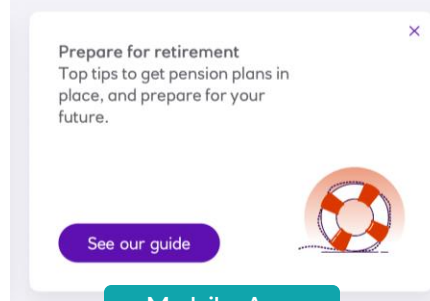 Prepare for retirement
Top tips to get pension plans in
place, and prepare for your
future.
See our guide